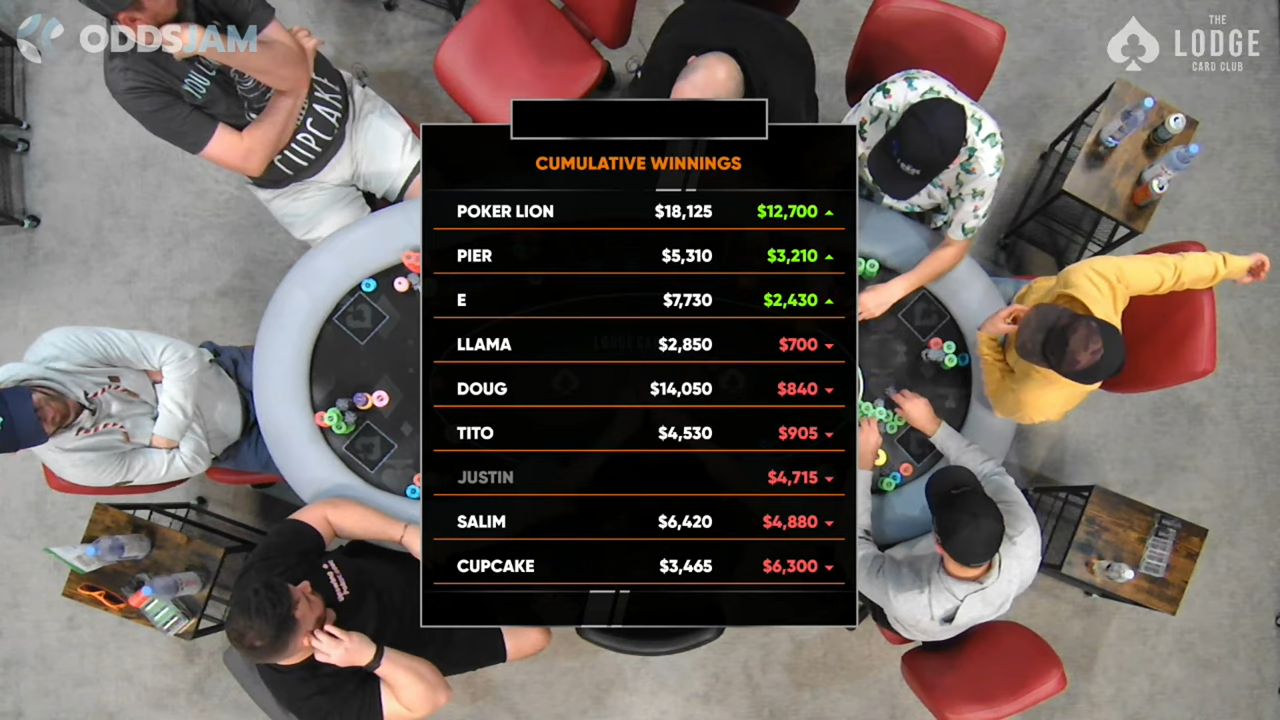 ODDSJAM
THE
LODGE
CARD CLUB
CUPCAKE
CUMULATIVE WINNINGS
POKER LION $18,125 $12,700
PIER $5,310 $3,210
E $7,730 $2,430
LLAMA $2,850 $700
DOUG $14,050 $840
TITO $4,530 $905
JUSTIN $4,715
SALIM $6,420 $4,880
CUPCAKE $3,465 $6,300